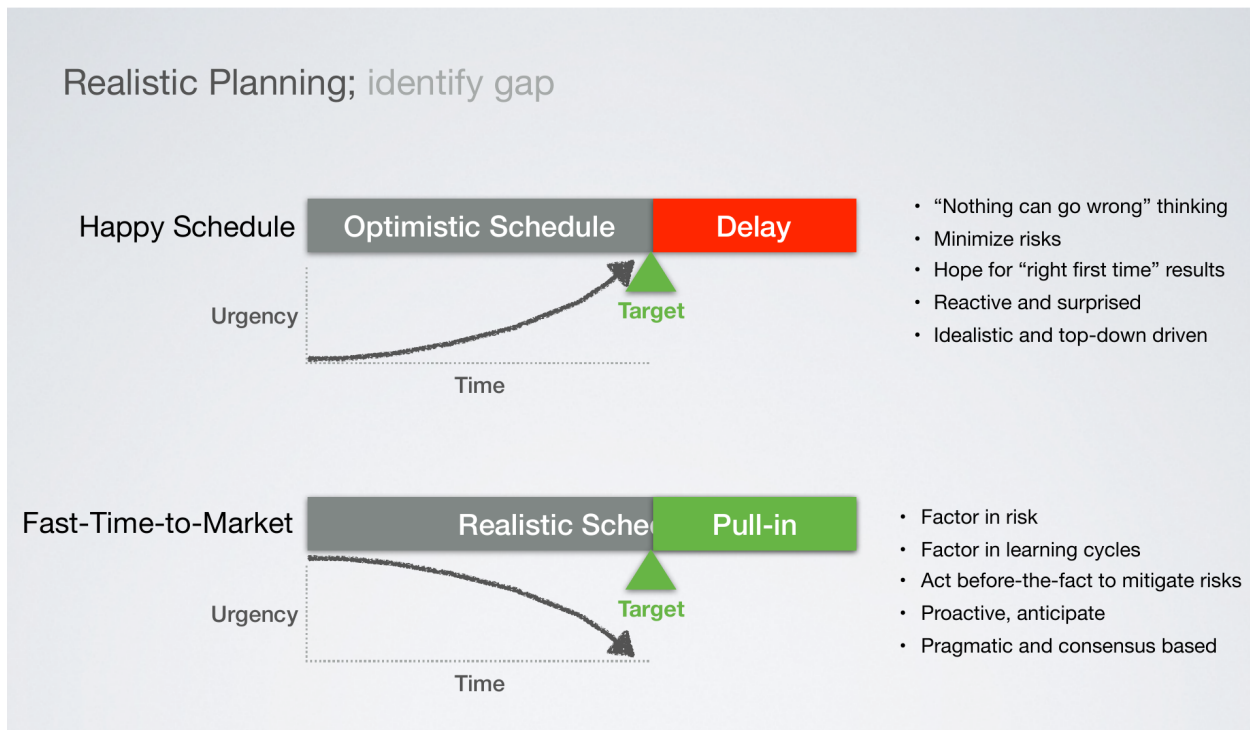 Realistic Planning; identify gap
Happy Schedule
Optimistic Schedule
Delay
Target
Urgency
Time
• “Nothing can go wrong” thinking
• Minimize risks
• Hope for “right first time” results
• Reactive and surprised
• Idealistic and top-down driven
Fast-Time-to-Market
Realistic Sche
Pull-in
Target
Urgency
Time
• Factor in risk
• Factor in learning cycles
• Act before-the-fact to mitigate risks
• Proactive, anticipate
• Pragmatic and consensus based